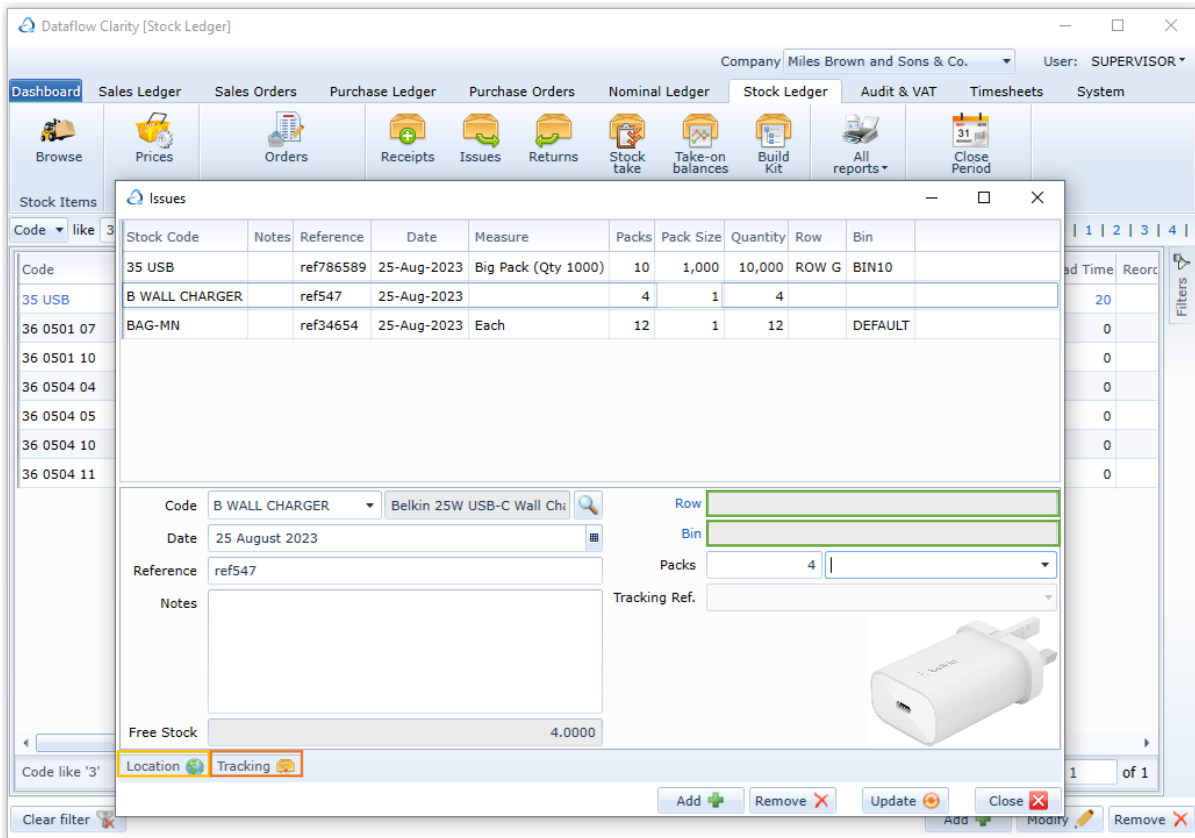 Dataflow Clarity [Stock Ledger]
Company Miles Brown and Sons & Co. User: SUPERVISOR
Dashboard Sales Ledger Sales Orders Purchase Ledger Purchase Orders Nominal Ledger Stock Ledger Audit & VAT Timesheets System
31
Browse Prices Orders Receipts Issues Returns Stock take Take-on balances Build Kit All reports Close Period
Stock Items
Issues
Code like 3 | 1 | 2 | 3 | 4 |
Stock Code Notes Reference Date Measure Packs Pack Size Quantity Row Bin
35 USB ref786589 25-Aug-2023 Big Pack (Qty 1000) 10 1,000 10,000 ROW G BIN10
B WALL CHARGER ref547 25-Aug-2023 4 1 4
BAG-MN ref34654 25-Aug-2023 Each 12 1 12 DEFAULT
Code ad Time Reorc
35 USB 20
36 0501 07 0
36 0501 10 0
36 0504 04 0
36 0504 05 0
36 0504 10 0
36 0504 11 0
Filters
Code B WALL CHARGER Belkin 25W USB-C Wall Cha Row
Date 25 August 2023 Bin
Reference ref547 Packs 4
Notes Tracking Ref.
belkin
Free Stock 4.0000
Location Tracking
Code like '3' 1 of 1
Add Remove Update Close
Clear filter Add Modify Remove